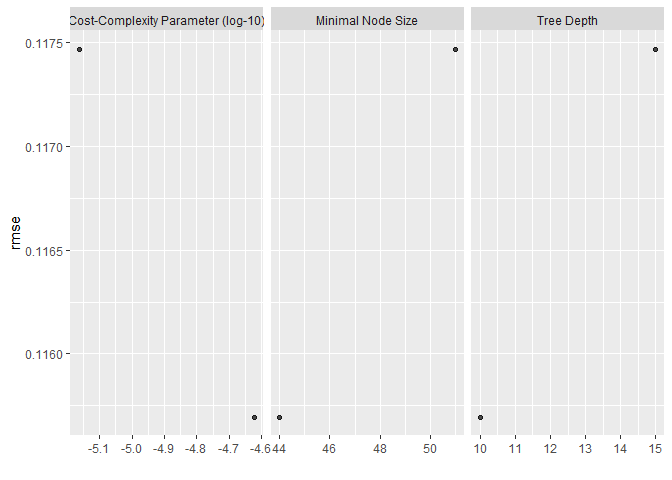 Cost-Complexity Parameter (log-10)
Minimal Node Size
Tree Depth
0.1175
0.1170
0.1165
0.1160
rmse
-5.1 -5.0 -4.9 -4.8 -4.7 -4.6
44 46 48 50
10 11 12 13 14 15